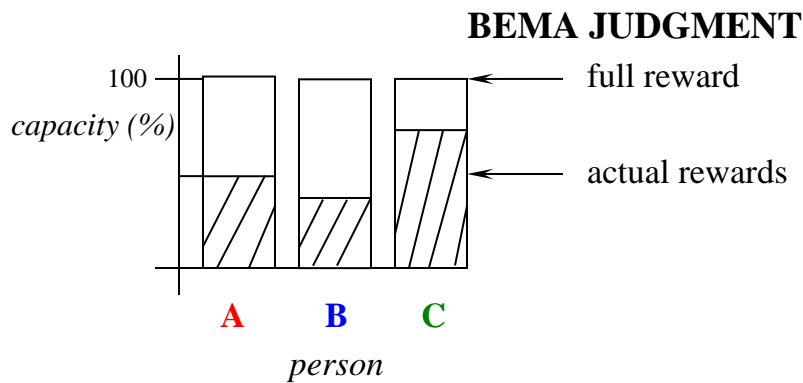 BEMA JUDGMENT
100
full reward
capacity (%)
actual rewards
A B C
person